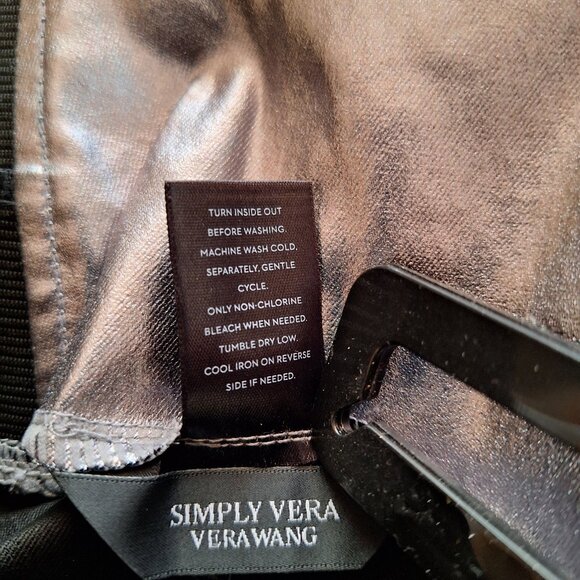 TURN INSIDE OUT
BEFORE WASHING.
MACHINE WASH COLD.
SEPARATELY, GENTLE
CYCLE.
ONLY NON-CHLORINE
BLEACH WHEN NEEDED.
TUMBLE DRY LOW.
COOL IRON ON REVERSE
SIDE IF NEEDED.
SIMPLY VERA
VERAWANG